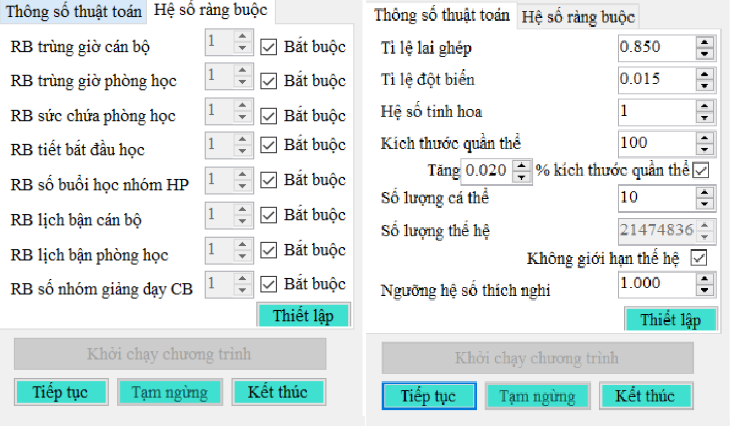 Thông số thuật toán Hệ số ràng buộc
RB trùng giờ cán bộ 1 Bắt buộc
RB trùng giờ phòng học 1 Bắt buộc
RB sức chứa phòng học 1 Bắt buộc
RB tiết bắt đầu học 1 Bắt buộc
RB số buổi học nhóm HP 1 Bắt buộc
RB lịch bận cán bộ 1 Bắt buộc
RB lịch bận phòng học 1 Bắt buộc
RB số nhóm giảng dạy CB 1 Bắt buộc
Thiết lập
Khởi chạy chương trình
Tiếp tục Tạm ngừng Kết thúc
Thông số thuật toán Hệ số ràng buộc
Tỉ lệ lai ghép 0.850
Tỉ lệ đột biến 0.015
Hệ số tinh hoa 1
Kích thước quần thể 100
Tăng 0.020 % kích thước quần thể
Số lượng cá thể 10
Số lượng thế hệ 21474836
Không giới hạn thế hệ
Ngưỡng hệ số thích nghi 1.000
Thiết lập
Khởi chạy chương trình
Tiếp tục Tạm ngừng Kết thúc